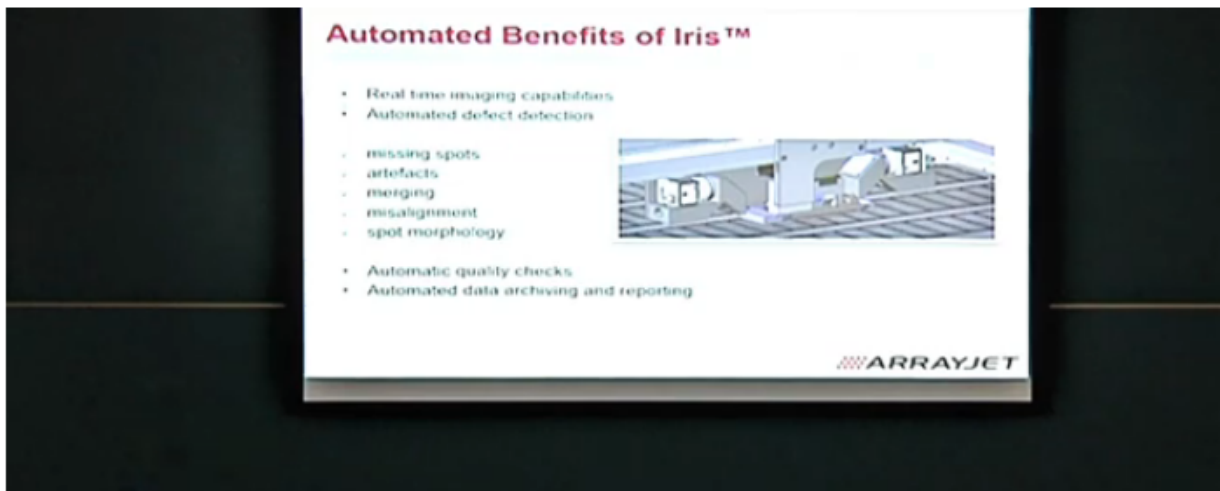 Automated Benefits of Iris™
• Real time imaging capabilities
• Automated defect detection
- missing spots
- artefacts
- merging
- misalignment
- spot morphology
• Automatic quality checks
• Automated data archiving and reporting
ARRAYJET